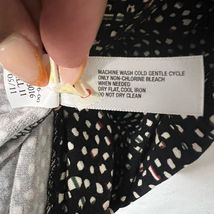 MACHINE WASH COLD GENTLE CYCLE
ONLY NON-CHLORINE BLEACH
WHEN NEEDED
DRY FLAT, COOL IRON
DO NOT DRY CLEAN